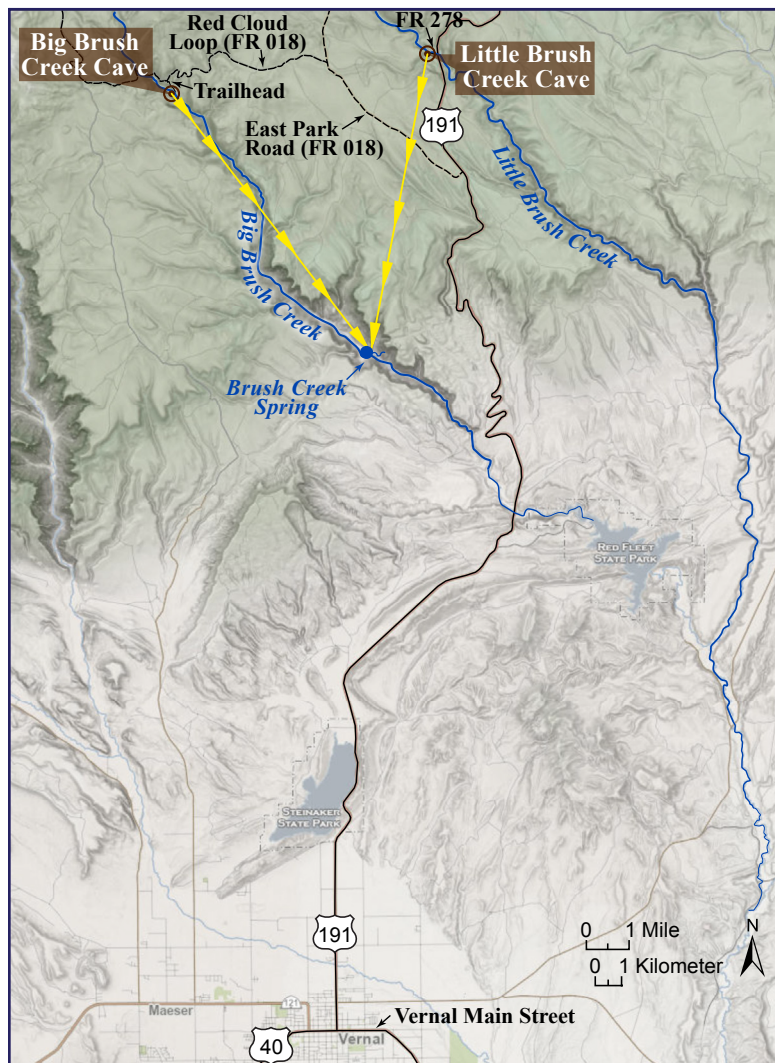 Big Brush
Creek Cave
Red Cloud
Loop (FR 018)
FR 278
Little Brush
Creek Cave
Trailhead
East Park
Road (FR 018)
191
Little Brush Creek
Big Brush Creek
Brush Creek
Spring
RED FLEET
STATE PARK
STEINAKER
STATE PARK
191
0 1 Mile
0 1 Kilometer
N
121
Maeser
Vernal Main Street
Vernal
40